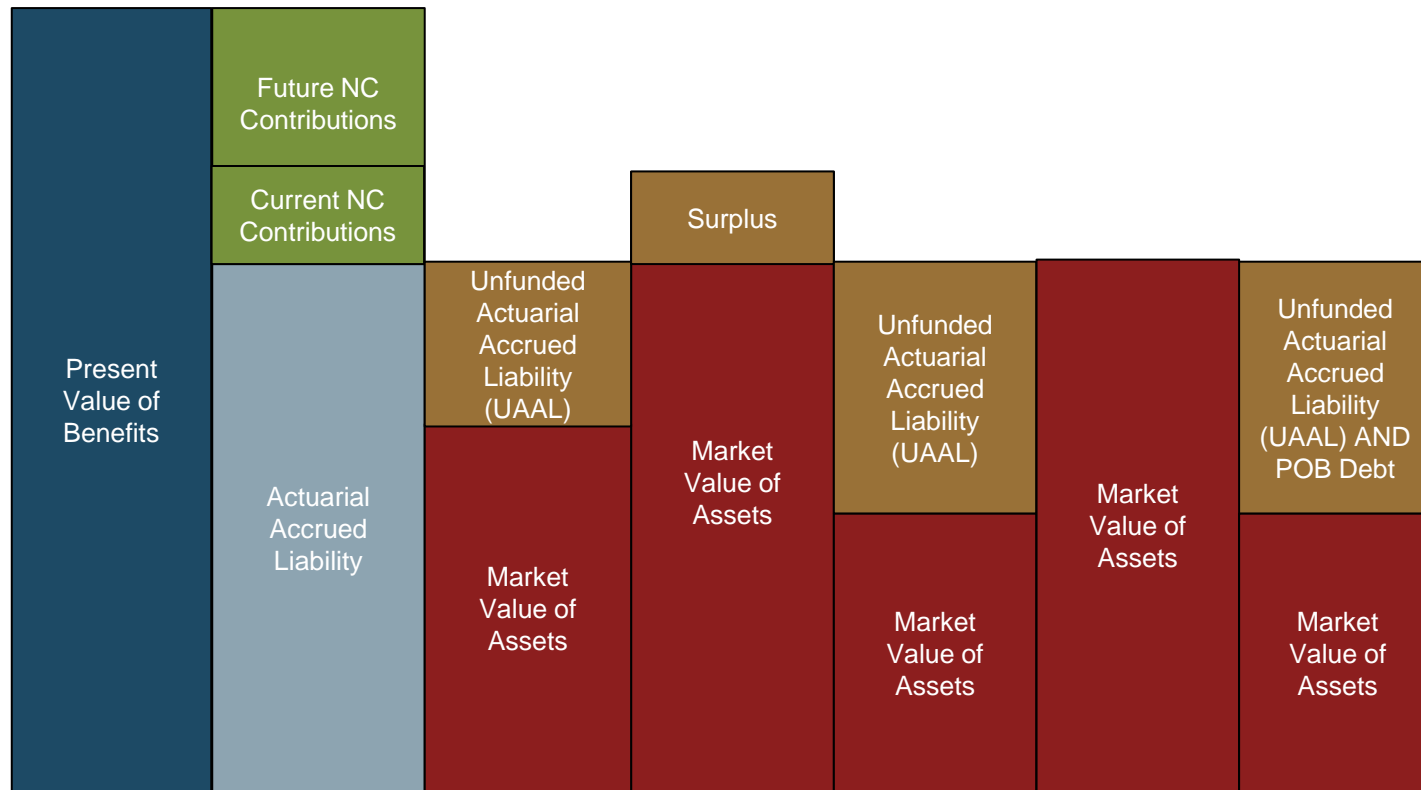 Present
Value of
Benefits
Future NC
Contributions
Current NC
Contributions
Actuarial
Accrued
Liability
Unfunded
Actuarial
Accrued
Liability
(UAAL)
Market
Value of
Assets
Surplus
Market
Value of
Assets
Unfunded
Actuarial
Accrued
Liability
(UAAL)
Market
Value of
Assets
Market
Value of
Assets
Unfunded
Actuarial
Accrued
Liability
(UAAL) AND
POB Debt
Market
Value of
Assets